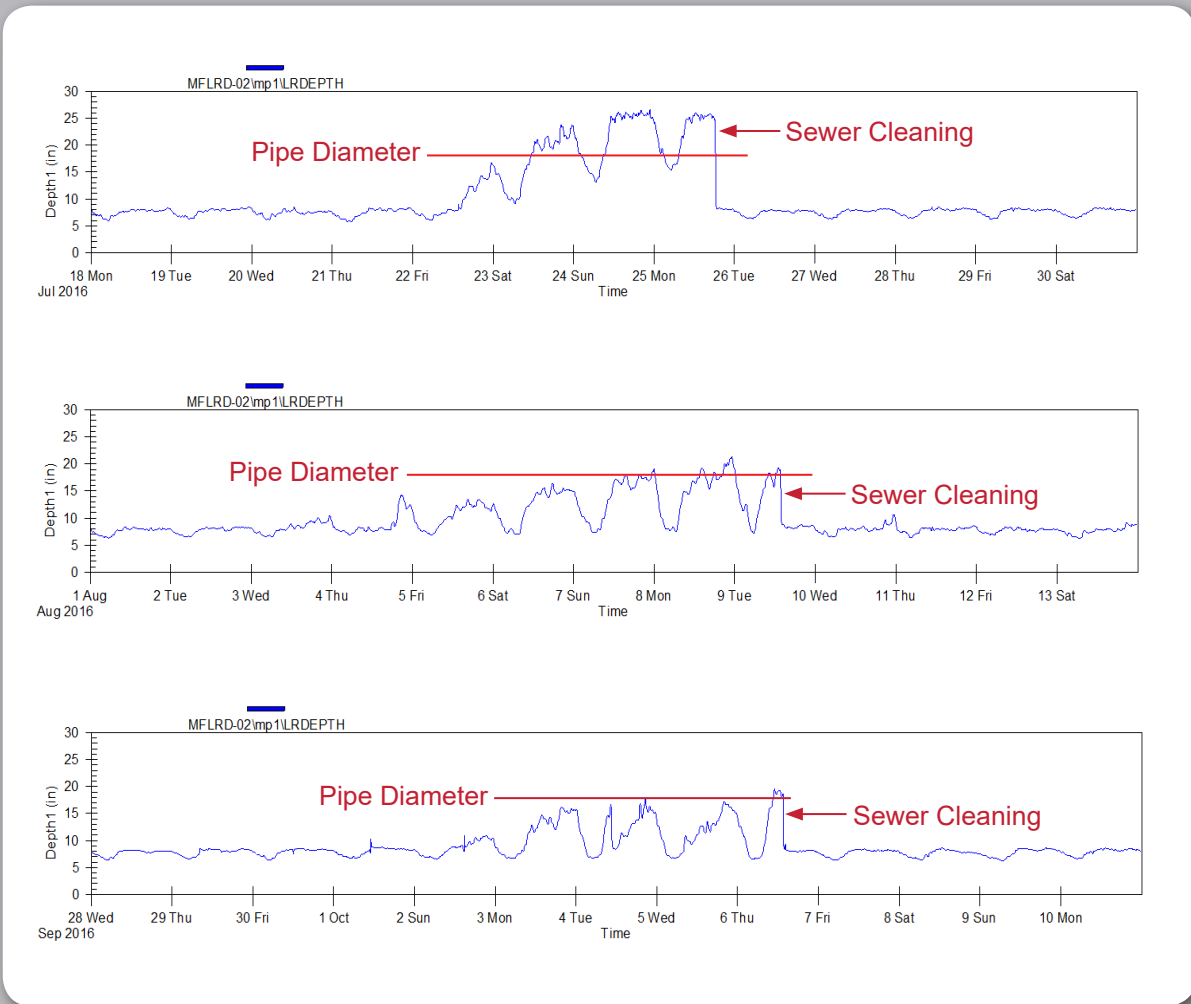 MFLRD-02\mp1\LRDEPTH
30
25
20
15
10
5
0
Depth1 (in)
Pipe Diameter
Sewer Cleaning
18 Mon 19 Tue 20 Wed 21 Thu 22 Fri 23 Sat 24 Sun 25 Mon 26 Tue 27 Wed 28 Thu 29 Fri 30 Sat
Jul 2016
Time
MFLRD-02\mp1\LRDEPTH
30
25
20
15
10
5
0
Depth1 (in)
Pipe Diameter
Sewer Cleaning
1 Aug 2 Tue 3 Wed 4 Thu 5 Fri 6 Sat 7 Sun 8 Mon 9 Tue 10 Wed 11 Thu 12 Fri 13 Sat
Aug 2016
Time
MFLRD-02\mp1\LRDEPTH
30
25
20
15
10
5
0
Depth1 (in)
Pipe Diameter
Sewer Cleaning
28 Wed 29 Thu 30 Fri 1 Oct 2 Sun 3 Mon 4 Tue 5 Wed 6 Thu 7 Fri 8 Sat 9 Sun 10 Mon
Sep 2016
Time